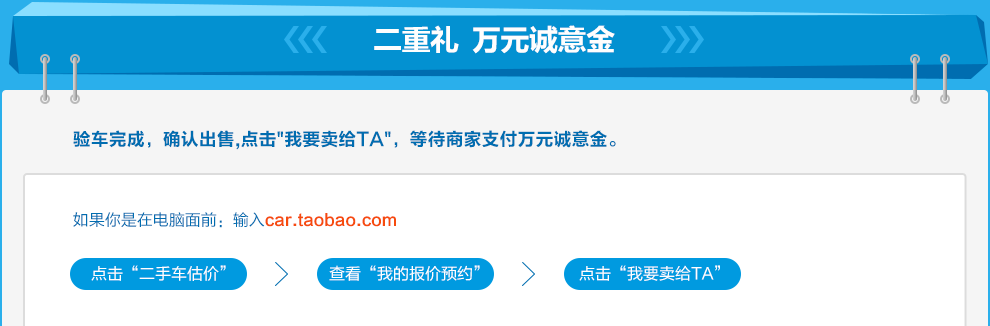 二重礼 万元诚意金
验车完成，确认出售,点击"我要卖给TA"，等待商家支付万元诚意金。
如果你是在电脑面前：输入car.taobao.com
点击“二手车估价” 查看“我的报价预约” 点击“我要卖给TA”